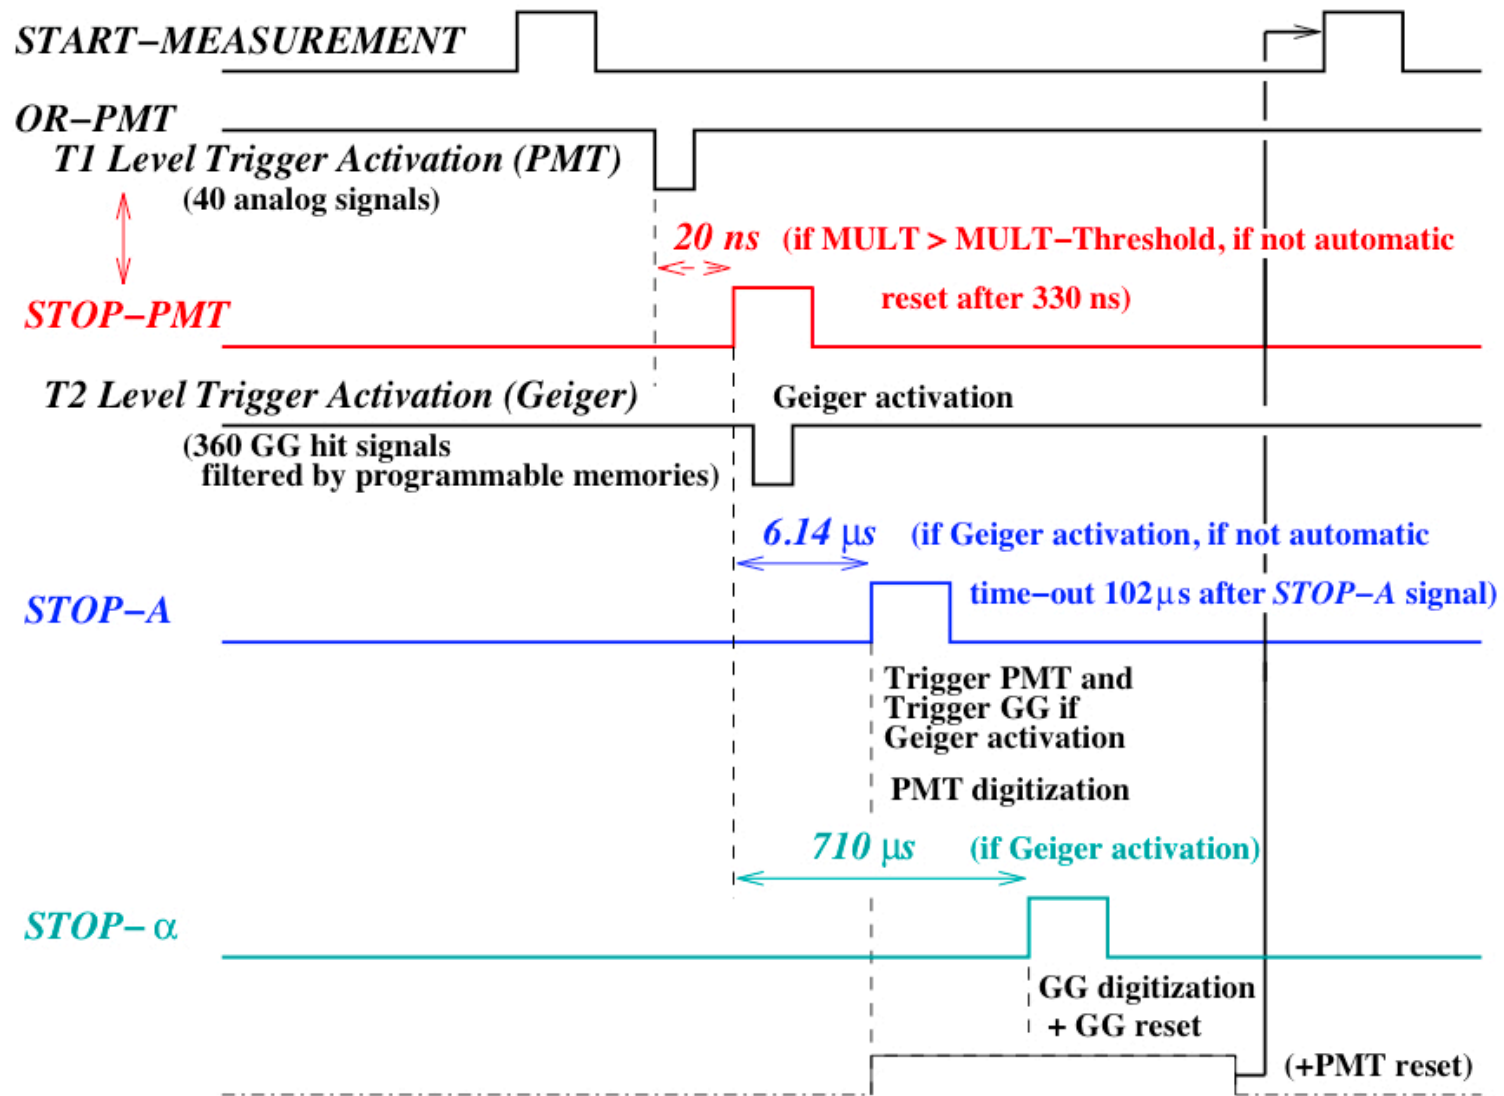 START−MEASUREMENT
OR−PMT
T1 Level Trigger Activation (PMT)
(40 analog signals)
20 ns (if MULT > MULT−Threshold, if not automatic
reset after 330 ns)
STOP−PMT
T2 Level Trigger Activation (Geiger)
Geiger activation
(360 GG hit signals
filtered by programmable memories)
6.14 μs (if Geiger activation, if not automatic
time−out 102μs after STOP−A signal)
STOP−A
Trigger PMT and
Trigger GG if
Geiger activation
PMT digitization
710 μs (if Geiger activation)
STOP− α
GG digitization
+ GG reset
(+PMT reset)